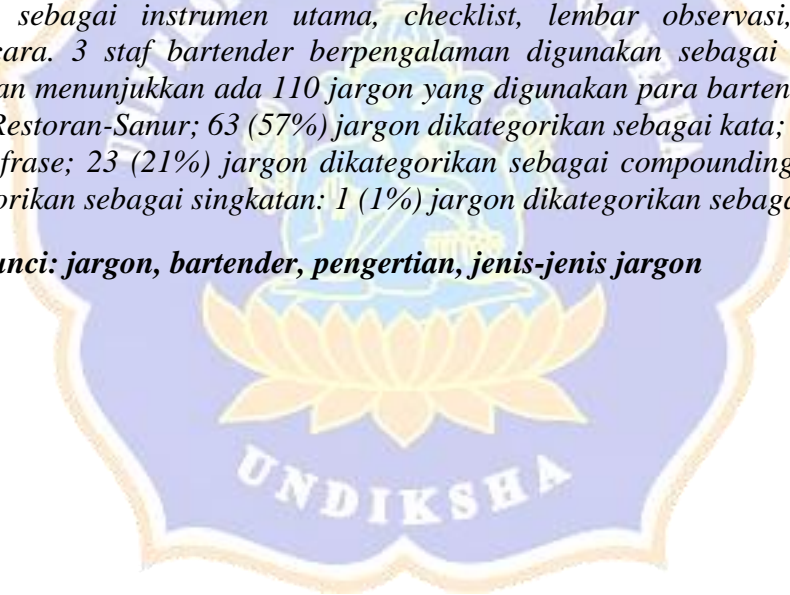 sebagai instrumen utama, checklist, lembar observasi,
cara. 3 staf bartender berpengalaman digunakan sebagai
an menunjukkan ada 110 jargon yang digunakan para barten
Restoran-Sanur; 63 (57%) jargon dikategorikan sebagai kata;
frase; 23 (21%) jargon dikategorikan sebagai compounding
orikan sebagai singkatan: 1 (1%) jargon dikategorikan sebaga
unci: jargon, bartender, pengertian, jenis-jenis jargon
UNDIKSHA